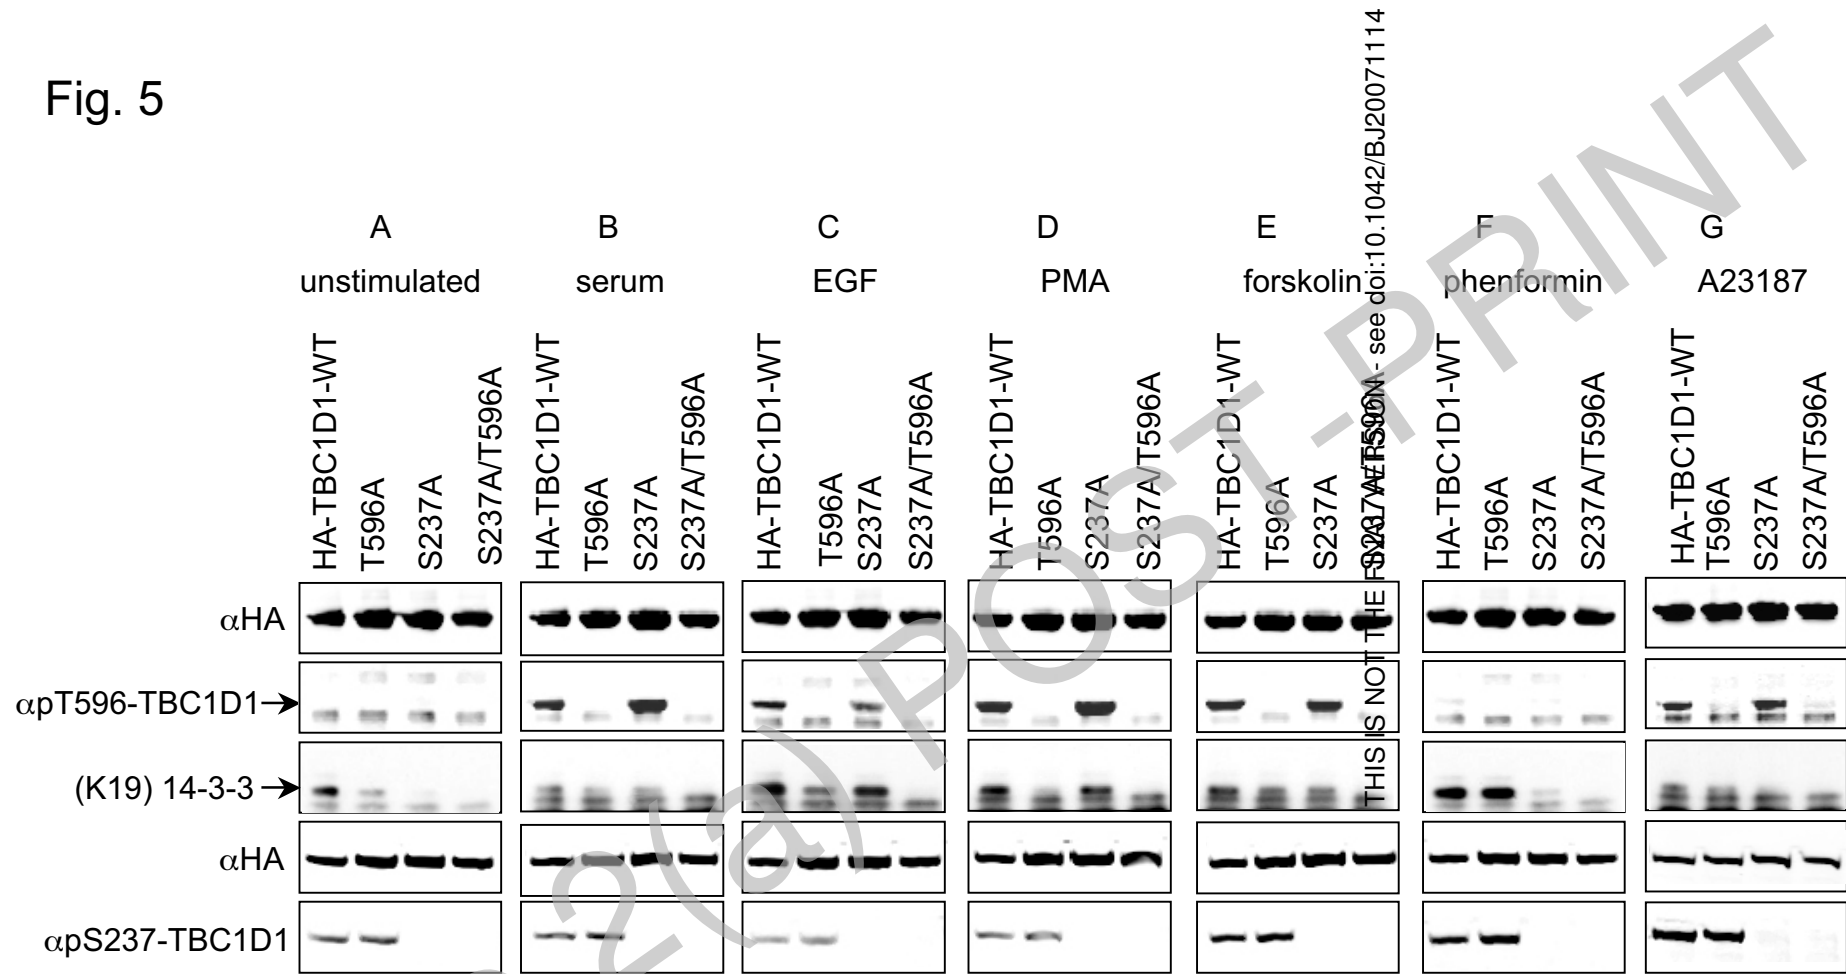 Fig. 5
A
B
C
D
E
F
G
unstimulated
serum
EGF
PMA
forskolin
phenformin
A23187
HA-TBC1D1-WT
T596A
S237A
S237A/T596A
HA-TBC1D1-WT
T596A
S237A
S237A/T596A
HA-TBC1D1-WT
T596A
S237A
S237A/T596A
HA-TBC1D1-WT
T596A
S237A
S237A/T596A
HA-TBC1D1-WT
T596A
S237A
S237A/T596A
HA-TBC1D1-WT
T596A
S237A
S237A/T596A
HA-TBC1D1-WT
T596A
S237A
S237A/T596A
αHA
αpT596-TBC1D1
(K19) 14-3-3
αHA
αpS237-TBC1D1
THIS IS NOT THE FINAL VERSION - see doi:10.1042/BJ20071114
2(a) POST-PRINT